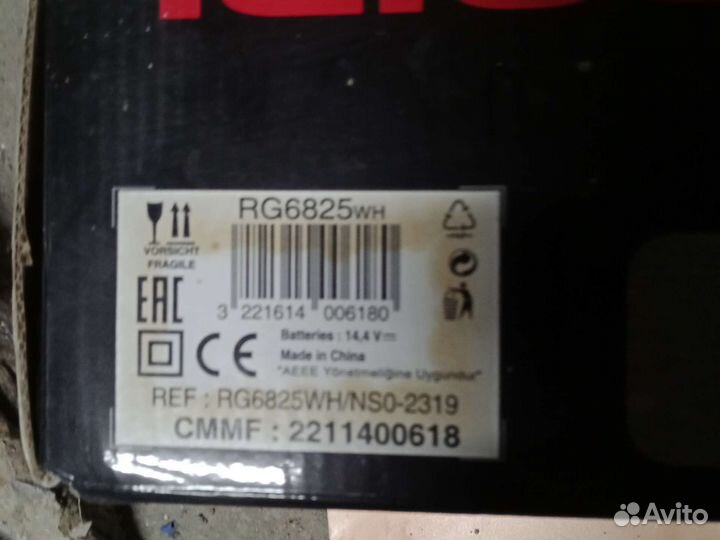 RG6825WH
VORSICHT
FRAGILE
EAC
3 221614 006180
Batteries : 14,4 V
CE
Made in China
"AEEE Yönetmeliğine Uygundur"
REF : RG6825WH/NS0-2319
CMMF : 2211400618
Avito